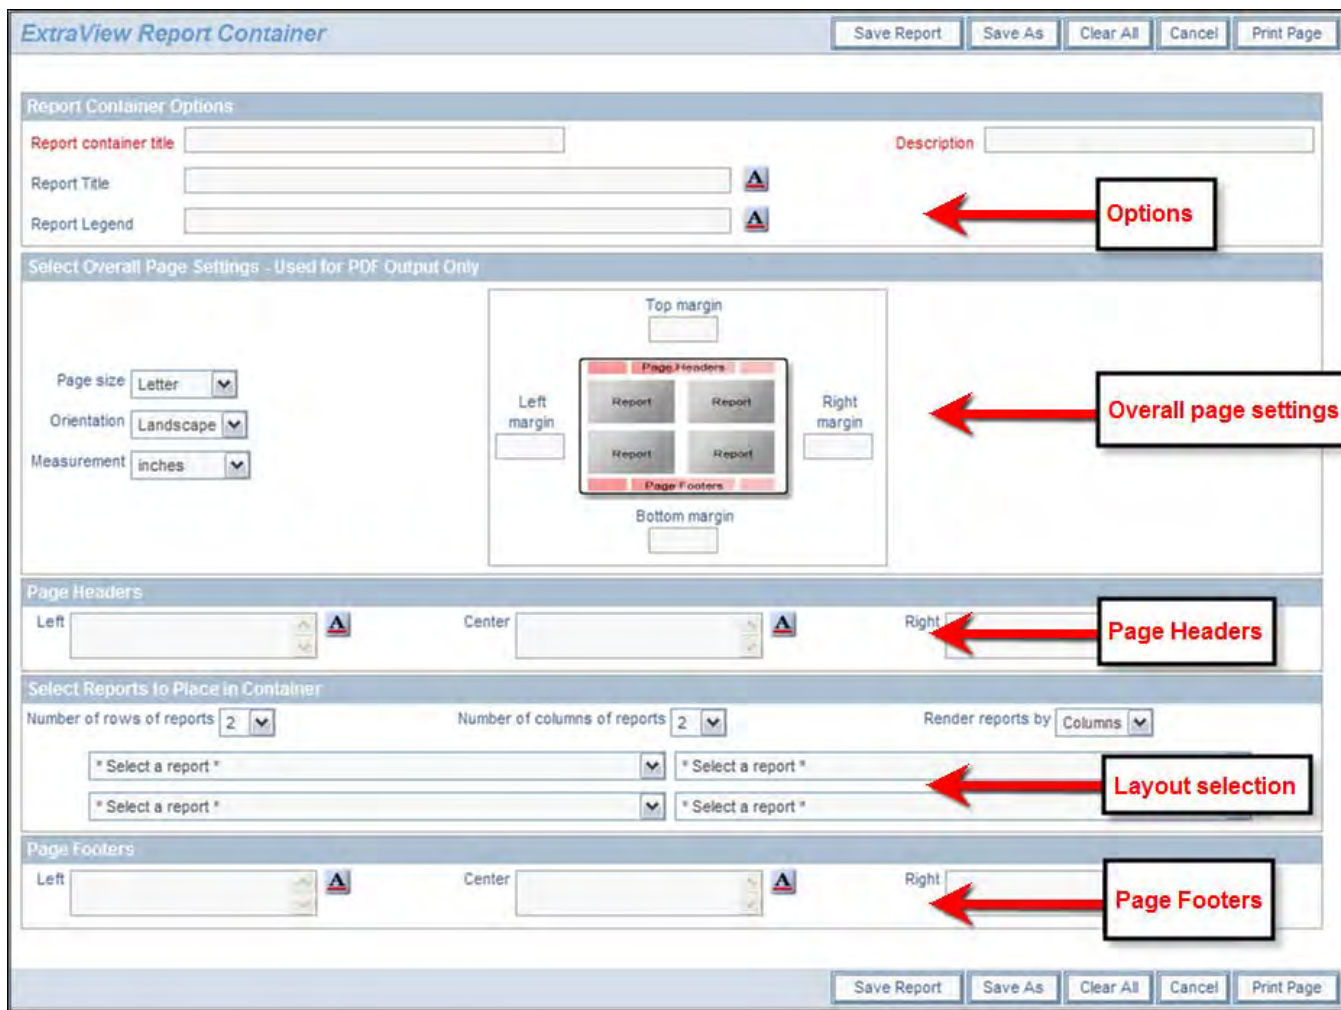 ExtraView Report Container
Save Report
Save As
Clear All
Cancel
Print Page
Report Container Options
Report container title
Description
Report Title
A
Report Legend
A
Options
Select Overall Page Settings - Used for PDF Output Only
Top margin
Page size
Letter
Orientation
Landscape
Measurement
inches
Left
margin
Page Headers
Report
Report
Report
Report
Page Footers
Right
margin
Bottom margin
Overall page settings
Page Headers
Left
A
Center
A
Right
Page Headers
Select Reports to Place in Container
Number of rows of reports
2
Number of columns of reports
2
Render reports by
Columns
* Select a report *
* Select a report *
* Select a report *
* Select a report *
Layout selection
Page Footers
Left
A
Center
A
Right
Page Footers
Save Report
Save As
Clear All
Cancel
Print Page